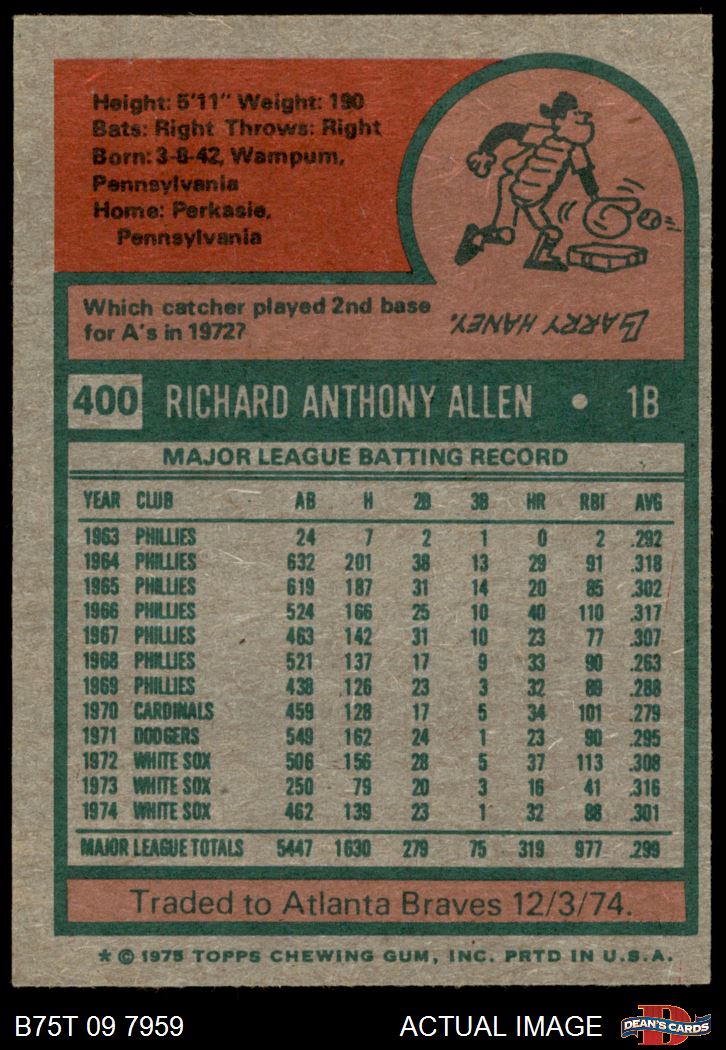 Height: 5'11" Weight: 190
Bats: Right Throws: Right
Born: 3-8-42, Wampum,
Pennsylvania
Home: Perkasie,
Pennsylvania
Which catcher played 2nd base
for A's in 1972?
LARRY HANEY.
400 RICHARD ANTHONY ALLEN • 1B
MAJOR LEAGUE BATTING RECORD
YEAR CLUB AB H 2B 3B HR RBI AVG
1963 PHILLIES 24 7 2 1 0 2 .292
1964 PHILLIES 632 201 38 13 29 91 .318
1965 PHILLIES 619 187 31 14 20 85 .302
1966 PHILLIES 524 166 25 10 40 110 .317
1967 PHILLIES 463 142 31 10 23 77 .307
1968 PHILLIES 521 137 17 9 33 90 .263
1969 PHILLIES 438 126 23 3 32 89 .288
1970 CARDINALS 459 128 17 5 34 101 .279
1971 DODGERS 549 162 24 1 23 90 .295
1972 WHITE SOX 506 156 28 5 37 113 .308
1973 WHITE SOX 250 79 20 3 16 41 .316
1974 WHITE SOX 462 139 23 1 32 88 .301
MAJOR LEAGUE TOTALS 5447 1630 279 75 319 977 .299
Traded to Atlanta Braves 12/3/74.
* © 1975 TOPPS CHEWING GUM, INC. PRTD IN U.S.A.
B75T 09 7959 ACTUAL IMAGE DEAN'S CARDS